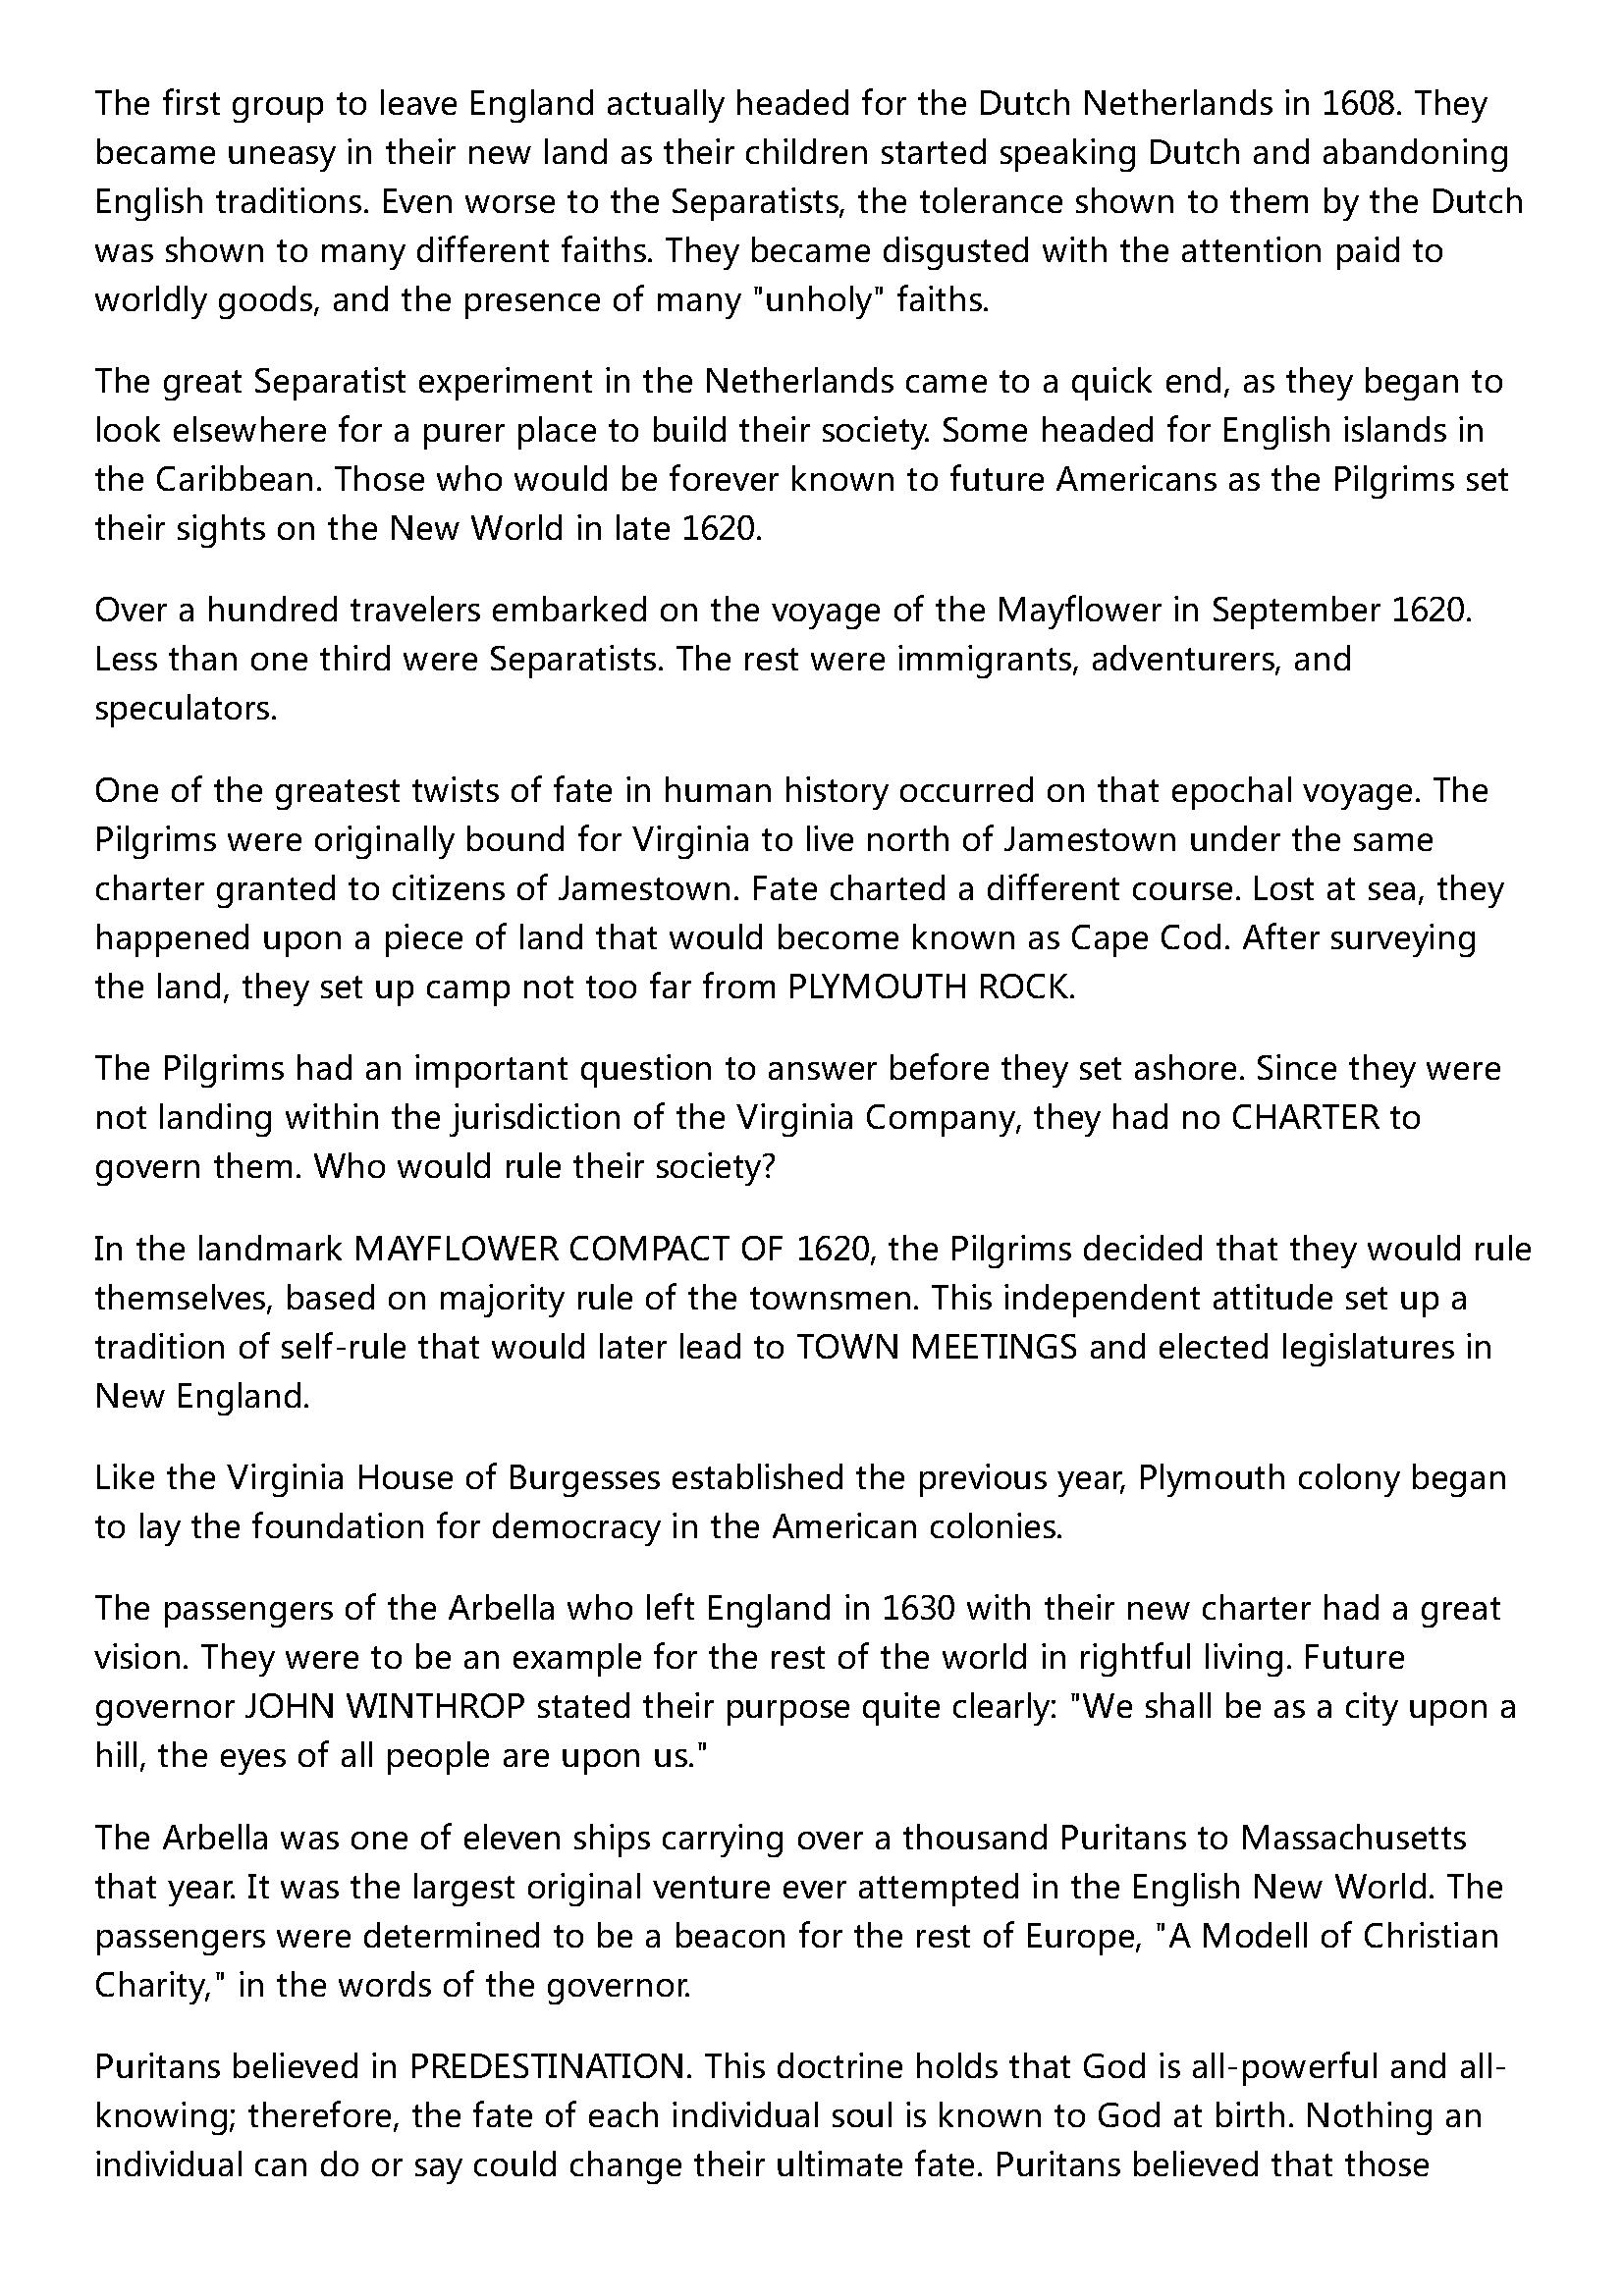 The first group to leave England actually headed for the Dutch Netherlands in 1608. They
became uneasy in their new land as their children started speaking Dutch and abandoning
English traditions. Even worse to the Separatists, the tolerance shown to them by the Dutch
was shown to many different faiths. They became disgusted with the attention paid to
worldly goods, and the presence of many "unholy" faiths.
The great Separatist experiment in the Netherlands came to a quick end, as they began to
look elsewhere for a purer place to build their society. Some headed for English islands in
the Caribbean. Those who would be forever known to future Americans as the Pilgrims set
their sights on the New World in late 1620.
Over a hundred travelers embarked on the voyage of the Mayflower in September 1620.
Less than one third were Separatists. The rest were immigrants, adventurers, and
speculators.
One of the greatest twists of fate in human history occurred on that epochal voyage. The
Pilgrims were originally bound for Virginia to live north of Jamestown under the same
charter granted to citizens of Jamestown. Fate charted a different course. Lost at sea, they
happened upon a piece of land that would become known as Cape Cod. After surveying
the land, they set up camp not too far from PLYMOUTH ROCK.
The Pilgrims had an important question to answer before they set ashore. Since they were
not landing within the jurisdiction of the Virginia Company, they had no CHARTER to
govern them. Who would rule their society?
In the landmark MAYFLOWER COMPACT OF 1620, the Pilgrims decided that they would rule
themselves, based on majority rule of the townsmen. This independent attitude set up a
tradition of self-rule that would later lead to TOWN MEETINGS and elected legislatures in
New England.
Like the Virginia House of Burgesses established the previous year, Plymouth colony began
to lay the foundation for democracy in the American colonies.
The passengers of the Arbella who left England in 1630 with their new charter had a great
vision. They were to be an example for the rest of the world in rightful living. Future
governor JOHN WINTHROP stated their purpose quite clearly: "We shall be as a city upon a
hill, the eyes of all people are upon us."
The Arbella was one of eleven ships carrying over a thousand Puritans to Massachusetts
that year. It was the largest original venture ever attempted in the English New World. The
passengers were determined to be a beacon for the rest of Europe, "A Modell of Christian
Charity," in the words of the governor.
Puritans believed in PREDESTINATION. This doctrine holds that God is all-powerful and all-
knowing; therefore, the fate of each individual soul is known to God at birth. Nothing an
individual can do or say could change their ultimate fate. Puritans believed that those